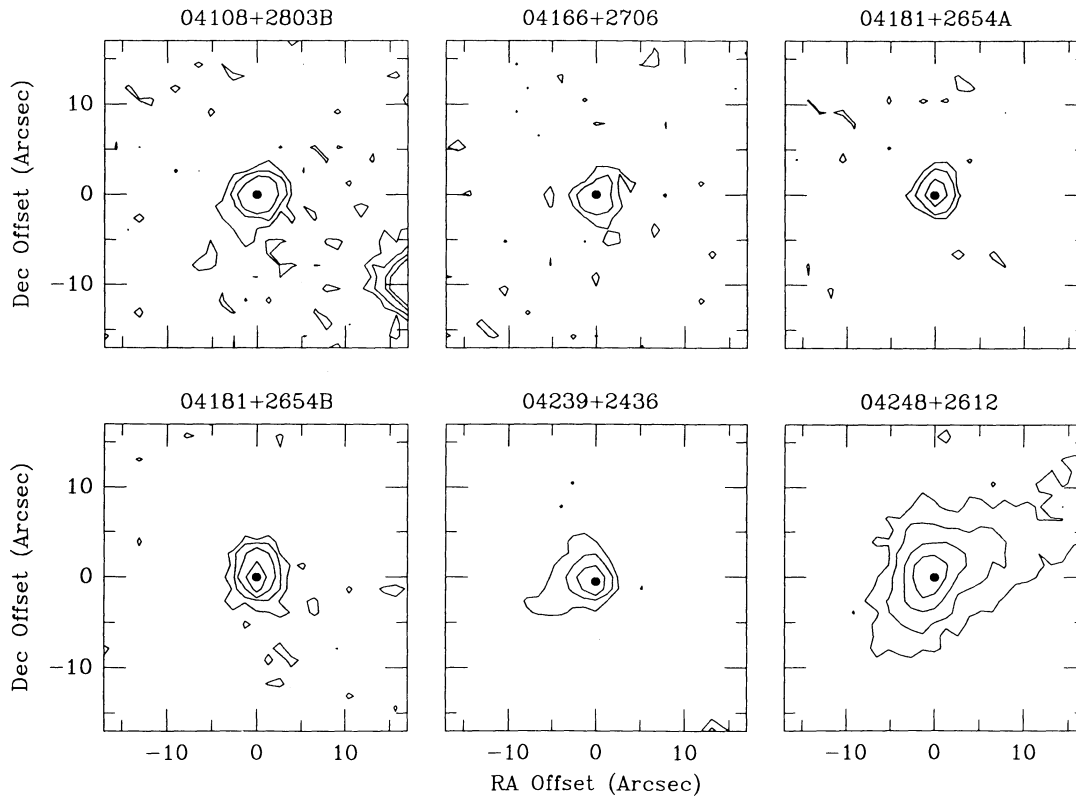 04108+2803B 04166+2706 04181+2654A
Dec Offset (Arcsec)
10
0
−10
04181+2654B 04239+2436 04248+2612
Dec Offset (Arcsec)
10
0
−10
−10 0 10 −10 0 10 −10 0 10
RA Offset (Arcsec)